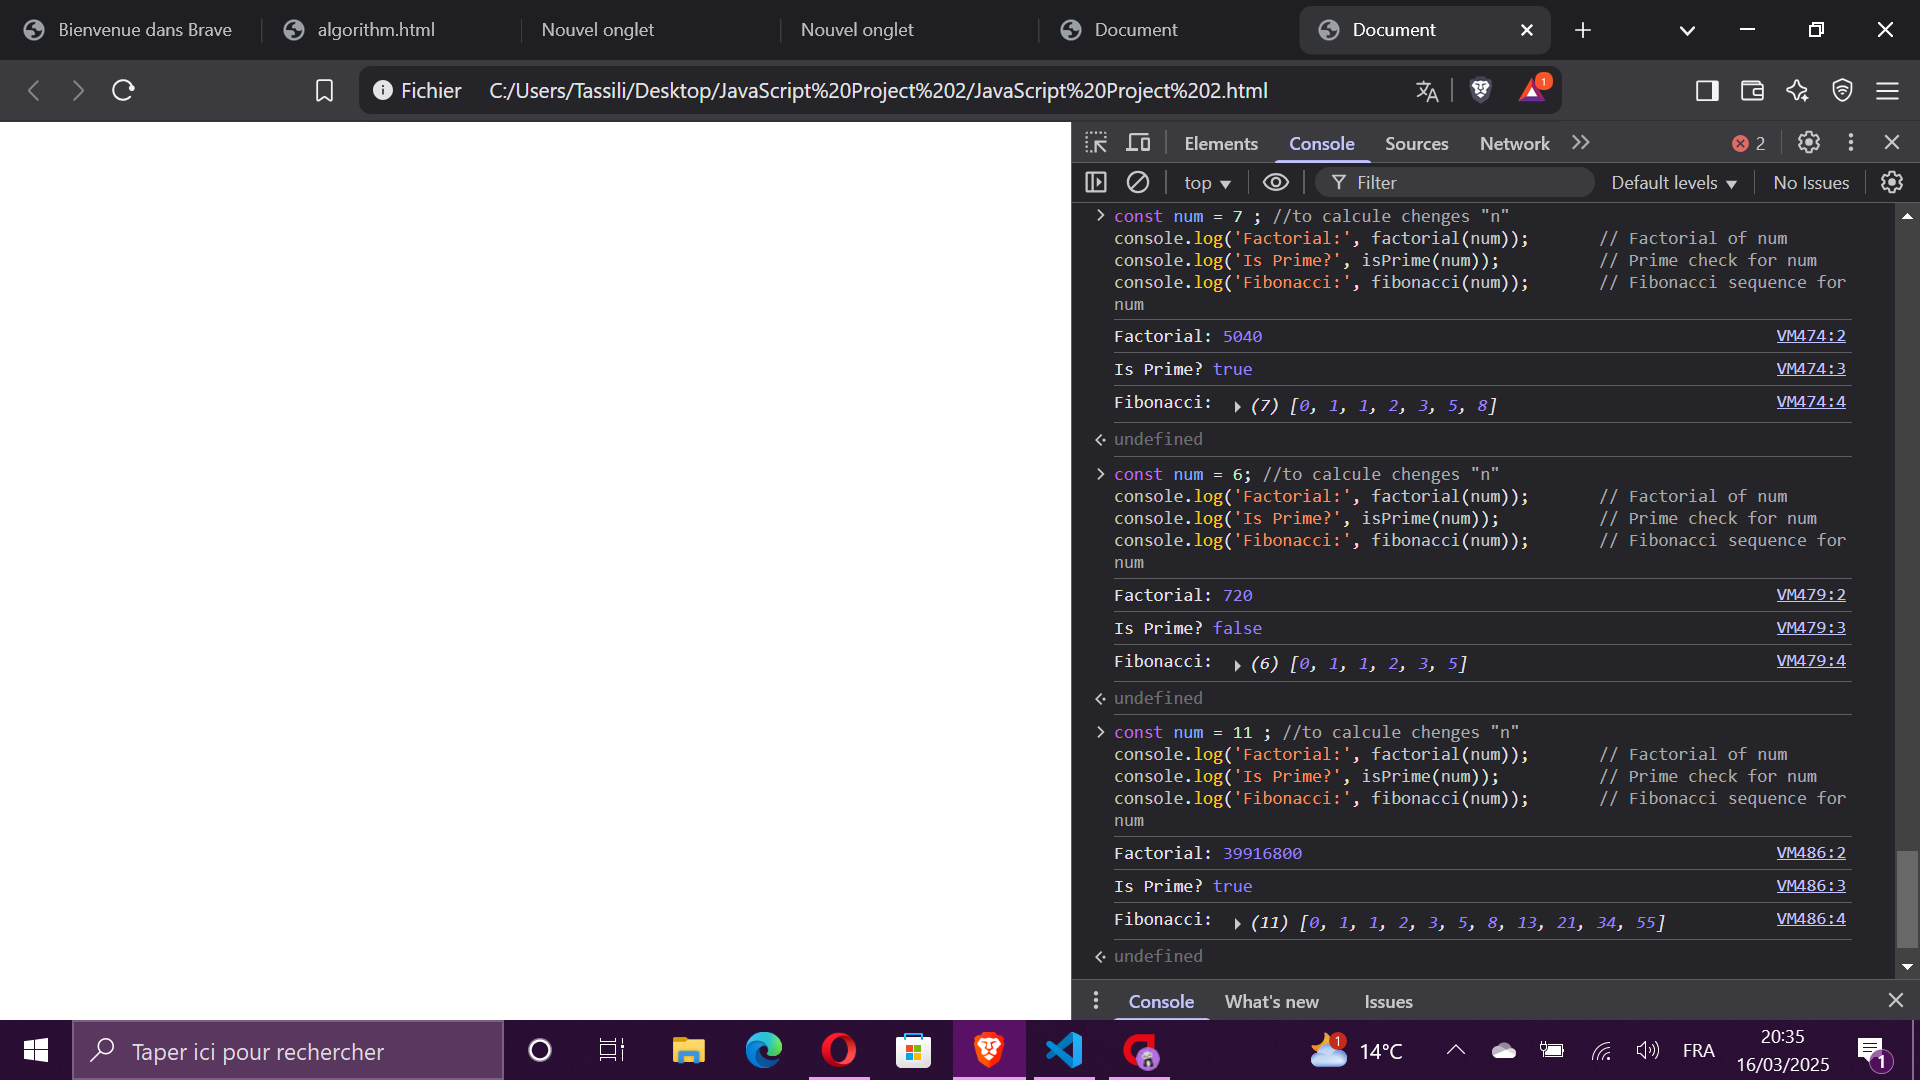 Bienvenue dans Brave
algorithm.html
Nouvel onglet
Nouvel onglet
Document
Document
Fichier C:/Users/Tassili/Desktop/JavaScript%20Project%202/JavaScript%20Project%202.html
1
Elements Console Sources Network 2
top Filter Default levels No Issues
const num = 7 ; //to calcule chenges "n"
console.log('Factorial:', factorial(num)); // Factorial of num
console.log('Is Prime?', isPrime(num)); // Prime check for num
console.log('Fibonacci:', fibonacci(num)); // Fibonacci sequence for
num
Factorial: 5040 VM474:2
Is Prime? true VM474:3
Fibonacci: (7) [0, 1, 1, 2, 3, 5, 8] VM474:4
undefined
const num = 6; //to calcule chenges "n"
console.log('Factorial:', factorial(num)); // Factorial of num
console.log('Is Prime?', isPrime(num)); // Prime check for num
console.log('Fibonacci:', fibonacci(num)); // Fibonacci sequence for
num
Factorial: 720 VM479:2
Is Prime? false VM479:3
Fibonacci: (6) [0, 1, 1, 2, 3, 5] VM479:4
undefined
const num = 11 ; //to calcule chenges "n"
console.log('Factorial:', factorial(num)); // Factorial of num
console.log('Is Prime?', isPrime(num)); // Prime check for num
console.log('Fibonacci:', fibonacci(num)); // Fibonacci sequence for
num
Factorial: 39916800 VM486:2
Is Prime? true VM486:3
Fibonacci: (11) [0, 1, 1, 2, 3, 5, 8, 13, 21, 34, 55] VM486:4
undefined
Console What's new Issues
Taper ici pour rechercher
1
14°C
FRA
20:35
16/03/2025
1